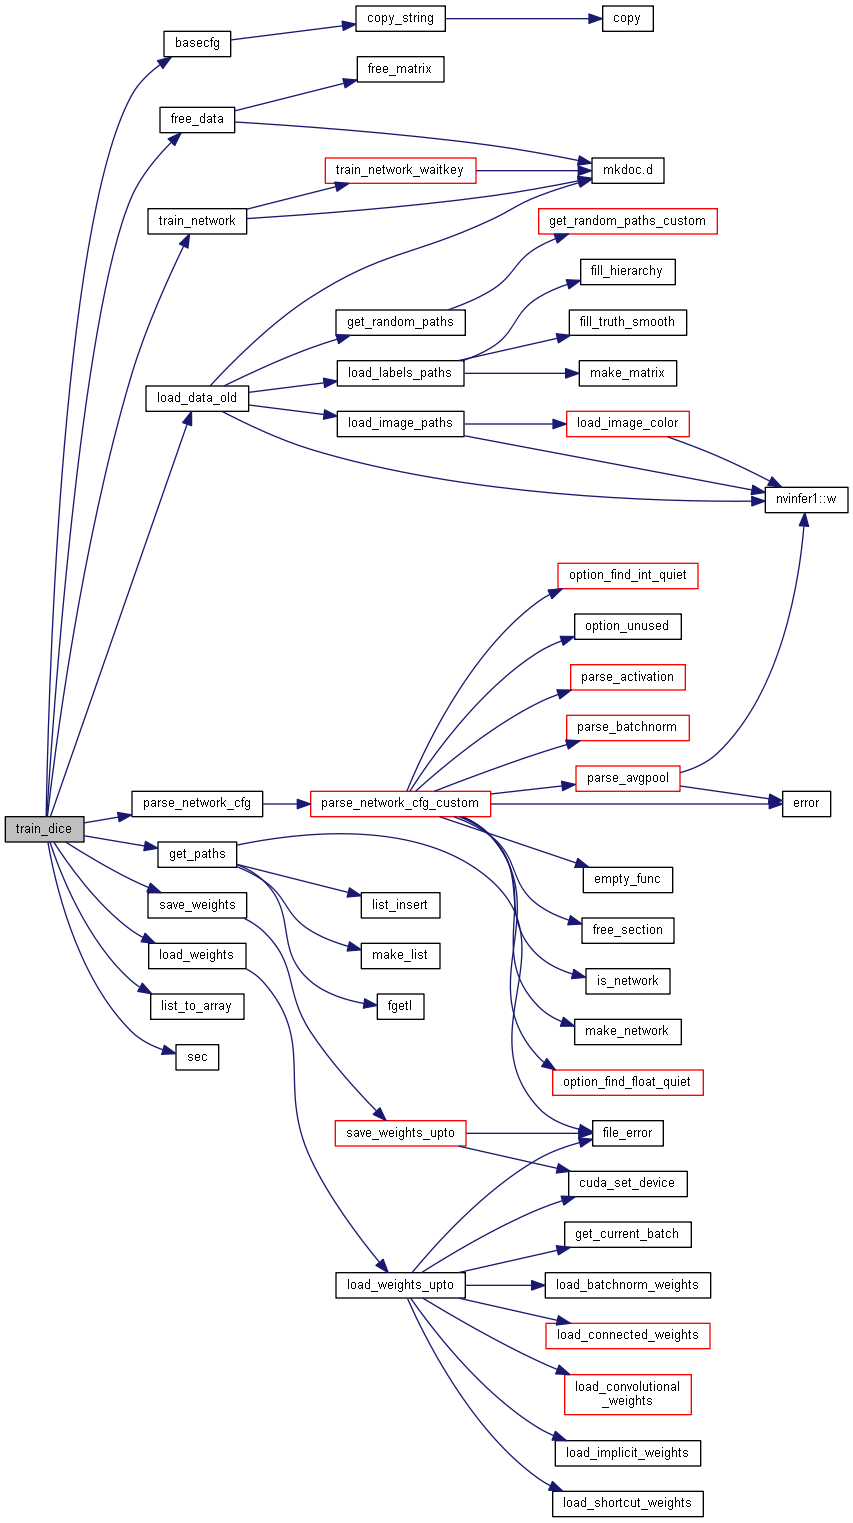 copy_string
copy
basecfg
free_matrix
free_data
train_network_waitkey
mkdoc.d
train_network
get_random_paths_custom
fill_hierarchy
get_random_paths
fill_truth_smooth
load_labels_paths
make_matrix
load_data_old
load_image_paths
load_image_color
nvinfer1::w
option_find_int_quiet
option_unused
parse_activation
parse_batchnorm
parse_avgpool
parse_network_cfg
parse_network_cfg_custom
error
train_dice
get_paths
empty_func
save_weights
list_insert
free_section
load_weights
make_list
is_network
list_to_array
fgetl
make_network
sec
option_find_float_quiet
save_weights_upto
file_error
cuda_set_device
get_current_batch
load_weights_upto
load_batchnorm_weights
load_connected_weights
load_convolutional
_weights
load_implicit_weights
load_shortcut_weights